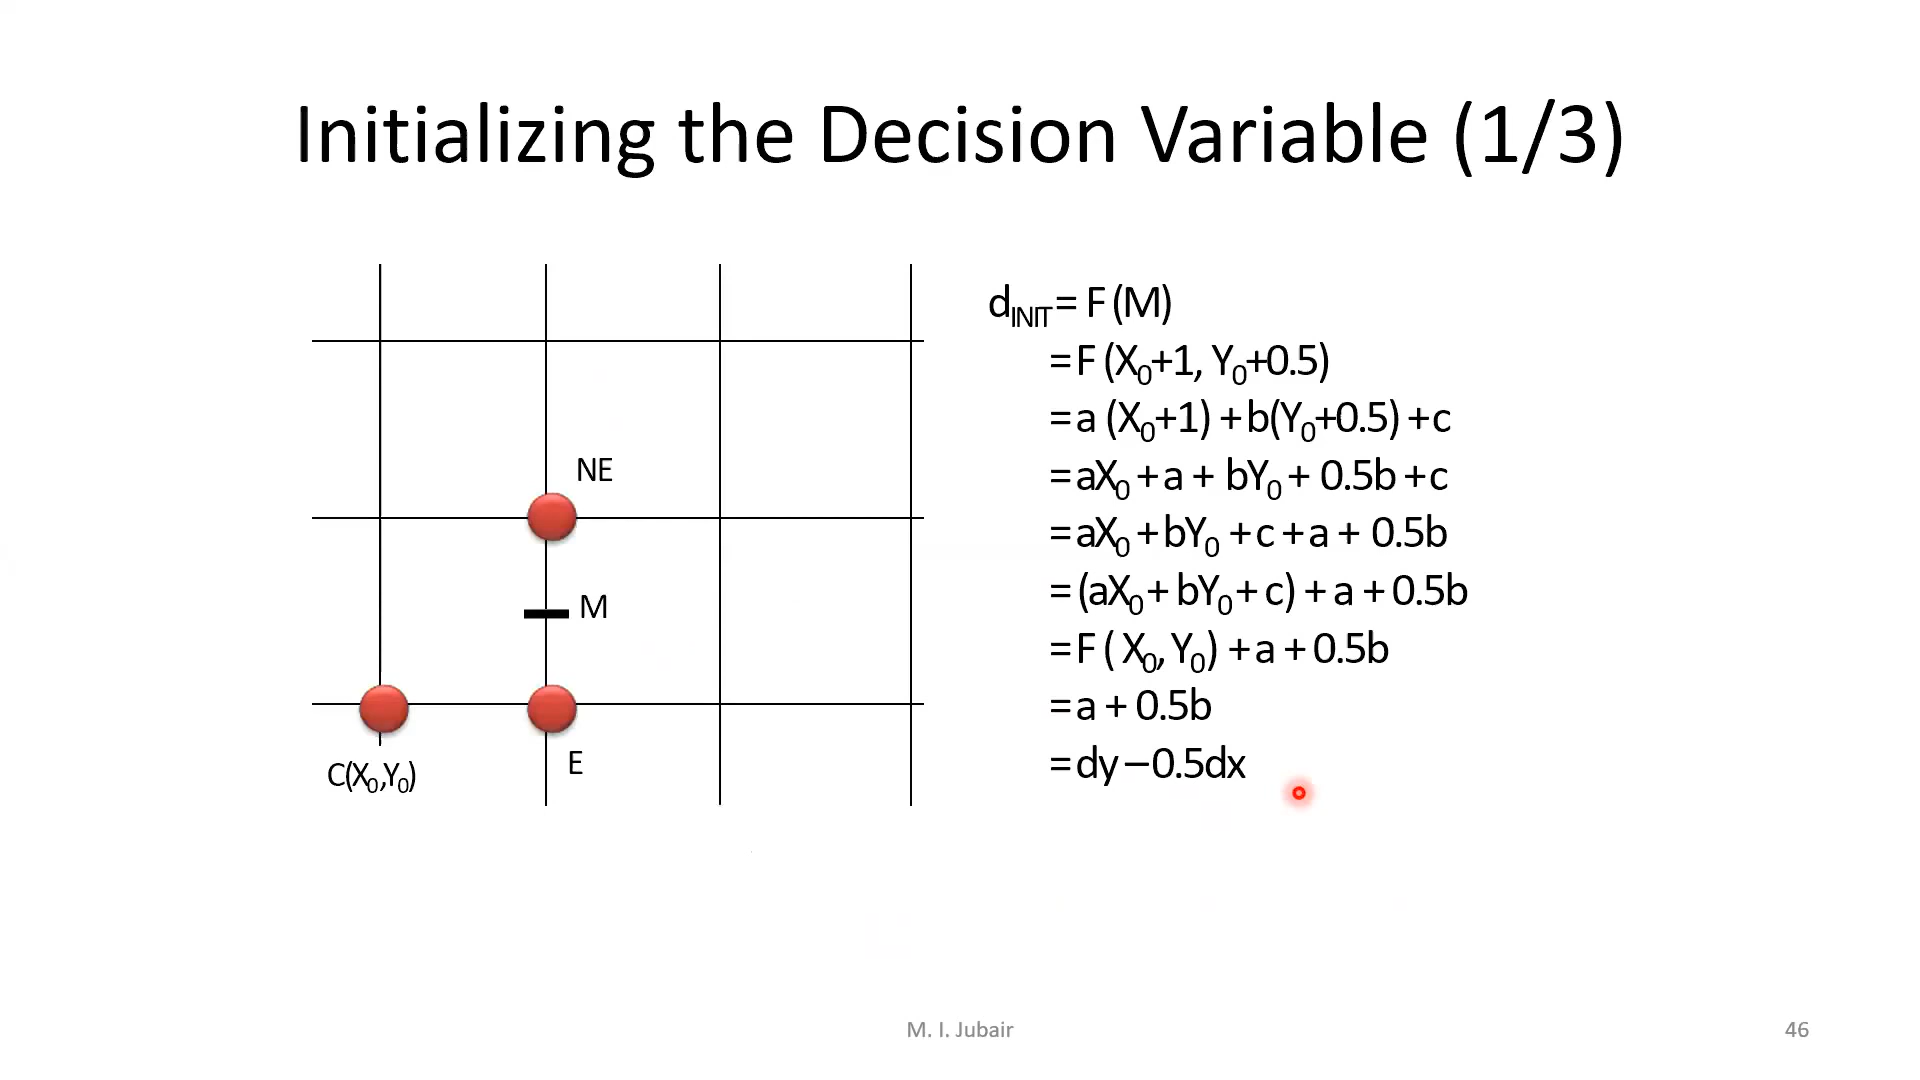 Initializing the Decision Variable (1/3)
NE
M
E
C(X₀,Y₀)
d_INIT = F (M)
= F (X₀+1, Y₀+0.5)
= a (X₀+1) + b(Y₀+0.5) + c
= aX₀ + a + bY₀ + 0.5b + c
= aX₀ + bY₀ + c + a + 0.5b
= (aX₀ + bY₀ + c) + a + 0.5b
= F ( X₀, Y₀) + a + 0.5b
= a + 0.5b
= dy – 0.5dx
M. I. Jubair
46